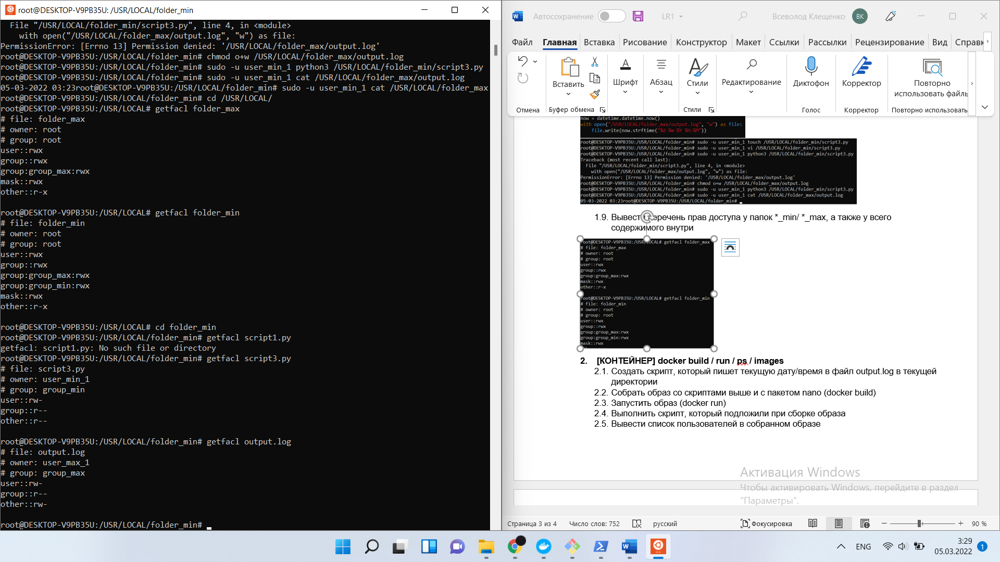 root@DESKTOP-V9PB35U: /USR/LOCAL/folder_min
  File "/USR/LOCAL/folder_min/script3.py", line 4, in <module>
    with open("/USR/LOCAL/folder_max/output.log", "w") as file:
PermissionError: [Errno 13] Permission denied: '/USR/LOCAL/folder_max/output.log'
root@DESKTOP-V9PB35U:/USR/LOCAL/folder_min# chmod o+w /USR/LOCAL/folder_max/output.log
root@DESKTOP-V9PB35U:/USR/LOCAL/folder_min# sudo -u user_min_1 python3 /USR/LOCAL/folder_min/script3.py
root@DESKTOP-V9PB35U:/USR/LOCAL/folder_min# sudo -u user_min_1 cat /USR/LOCAL/folder_max/output.log
05-03-2022 03:23root@DESKTOP-V9PB35U:/USR/LOCAL/folder_min# sudo -u user_min_1 cat /USR/LOCAL/folder_max
root@DESKTOP-V9PB35U:/USR/LOCAL/folder_min# cd /USR/LOCAL/
root@DESKTOP-V9PB35U:/USR/LOCAL# getfacl folder_max
# file: folder_max
# owner: root
# group: root
user::rwx
group::rwx
group:group_max:rwx
mask::rwx
other::r-x
root@DESKTOP-V9PB35U:/USR/LOCAL# getfacl folder_min
# file: folder_min
# owner: root
# group: root
user::rwx
group::rwx
group:group_max:rwx
group:group_min:rwx
mask::rwx
other::r-x
root@DESKTOP-V9PB35U:/USR/LOCAL# cd folder_min
root@DESKTOP-V9PB35U:/USR/LOCAL/folder_min# getfacl script1.py
getfacl: script1.py: No such file or directory
root@DESKTOP-V9PB35U:/USR/LOCAL/folder_min# getfacl script3.py
# file: script3.py
# owner: user_min_1
# group: group_min
user::rw-
group::r--
other::r--
root@DESKTOP-V9PB35U:/USR/LOCAL/folder_min# getfacl output.log
# file: output.log
# owner: user_max_1
# group: group_max
user::rw-
group::r--
other::rw-
root@DESKTOP-V9PB35U:/USR/LOCAL/folder_min#
Автосохранение LR1 Всеволод Клещенко ВК
Файл Главная Вставка Рисование Конструктор Макет Ссылки Рассылки Рецензирование Вид Справк
Вставить Шрифт Абзац Стили Редактирование Диктофон Корректор Повторно использовать файлы
Отмена Буфер обмена Стили Голос Корректор Повторно использовать
now = datetime.datetime.now()
with open("/USR/LOCAL/folder_max/output.log", "w") as file:
    file.write(now.strftime("%d-%m-%Y %H:%M"))
root@DESKTOP-V9PB35U:/USR/LOCAL/folder_min# sudo -u user_min_1 touch /USR/LOCAL/folder_min/script3.py
root@DESKTOP-V9PB35U:/USR/LOCAL/folder_min# sudo -u user_min_1 vi /USR/LOCAL/folder_min/script3.py
root@DESKTOP-V9PB35U:/USR/LOCAL/folder_min# sudo -u user_min_1 python3 /USR/LOCAL/folder_min/script3.py
Traceback (most recent call last):
  File "/USR/LOCAL/folder_min/script3.py", line 4, in <module>
    with open("/USR/LOCAL/folder_max/output.log", "w") as file:
PermissionError: [Errno 13] Permission denied: '/USR/LOCAL/folder_max/output.log'
root@DESKTOP-V9PB35U:/USR/LOCAL/folder_min# chmod o+w /USR/LOCAL/folder_max/output.log
root@DESKTOP-V9PB35U:/USR/LOCAL/folder_min# sudo -u user_min_1 python3 /USR/LOCAL/folder_min/script3.py
root@DESKTOP-V9PB35U:/USR/LOCAL/folder_min# sudo -u user_min_1 cat /USR/LOCAL/folder_max/output.log
05-03-2022 03:23root@DESKTOP-V9PB35U:/USR/LOCAL/folder_min#
1.9. Вывести перечень прав доступа у папок *_min/ *_max, а также у всего
содержимого внутри
root@DESKTOP-V9PB35U:/USR/LOCAL# getfacl folder_max
# file: folder_max
# owner: root
# group: root
user::rwx
group::rwx
group:group_max:rwx
mask::rwx
other::r-x
root@DESKTOP-V9PB35U:/USR/LOCAL# getfacl folder_min
# file: folder_min
# owner: root
# group: root
user::rwx
group::rwx
group:group_max:rwx
group:group_min:rwx
mask::rwx
2. [КОНТЕЙНЕР] docker build / run / ps / images
2.1. Создать скрипт, который пишет текущую дату/время в файл output.log в текущей
директории
2.2. Собрать образ со скриптами выше и с пакетом nano (docker build)
2.3. Запустить образ (docker run)
2.4. Выполнить скрипт, который подложили при сборке образа
2.5. Вывести список пользователей в собранном образе
Активация Windows
Чтобы активировать Windows, перейдите в раздел
"Параметры".
Страница 3 из 4 Число слов: 752 русский Фокусировка 90 %
ENG 3:29
05.03.2022 1